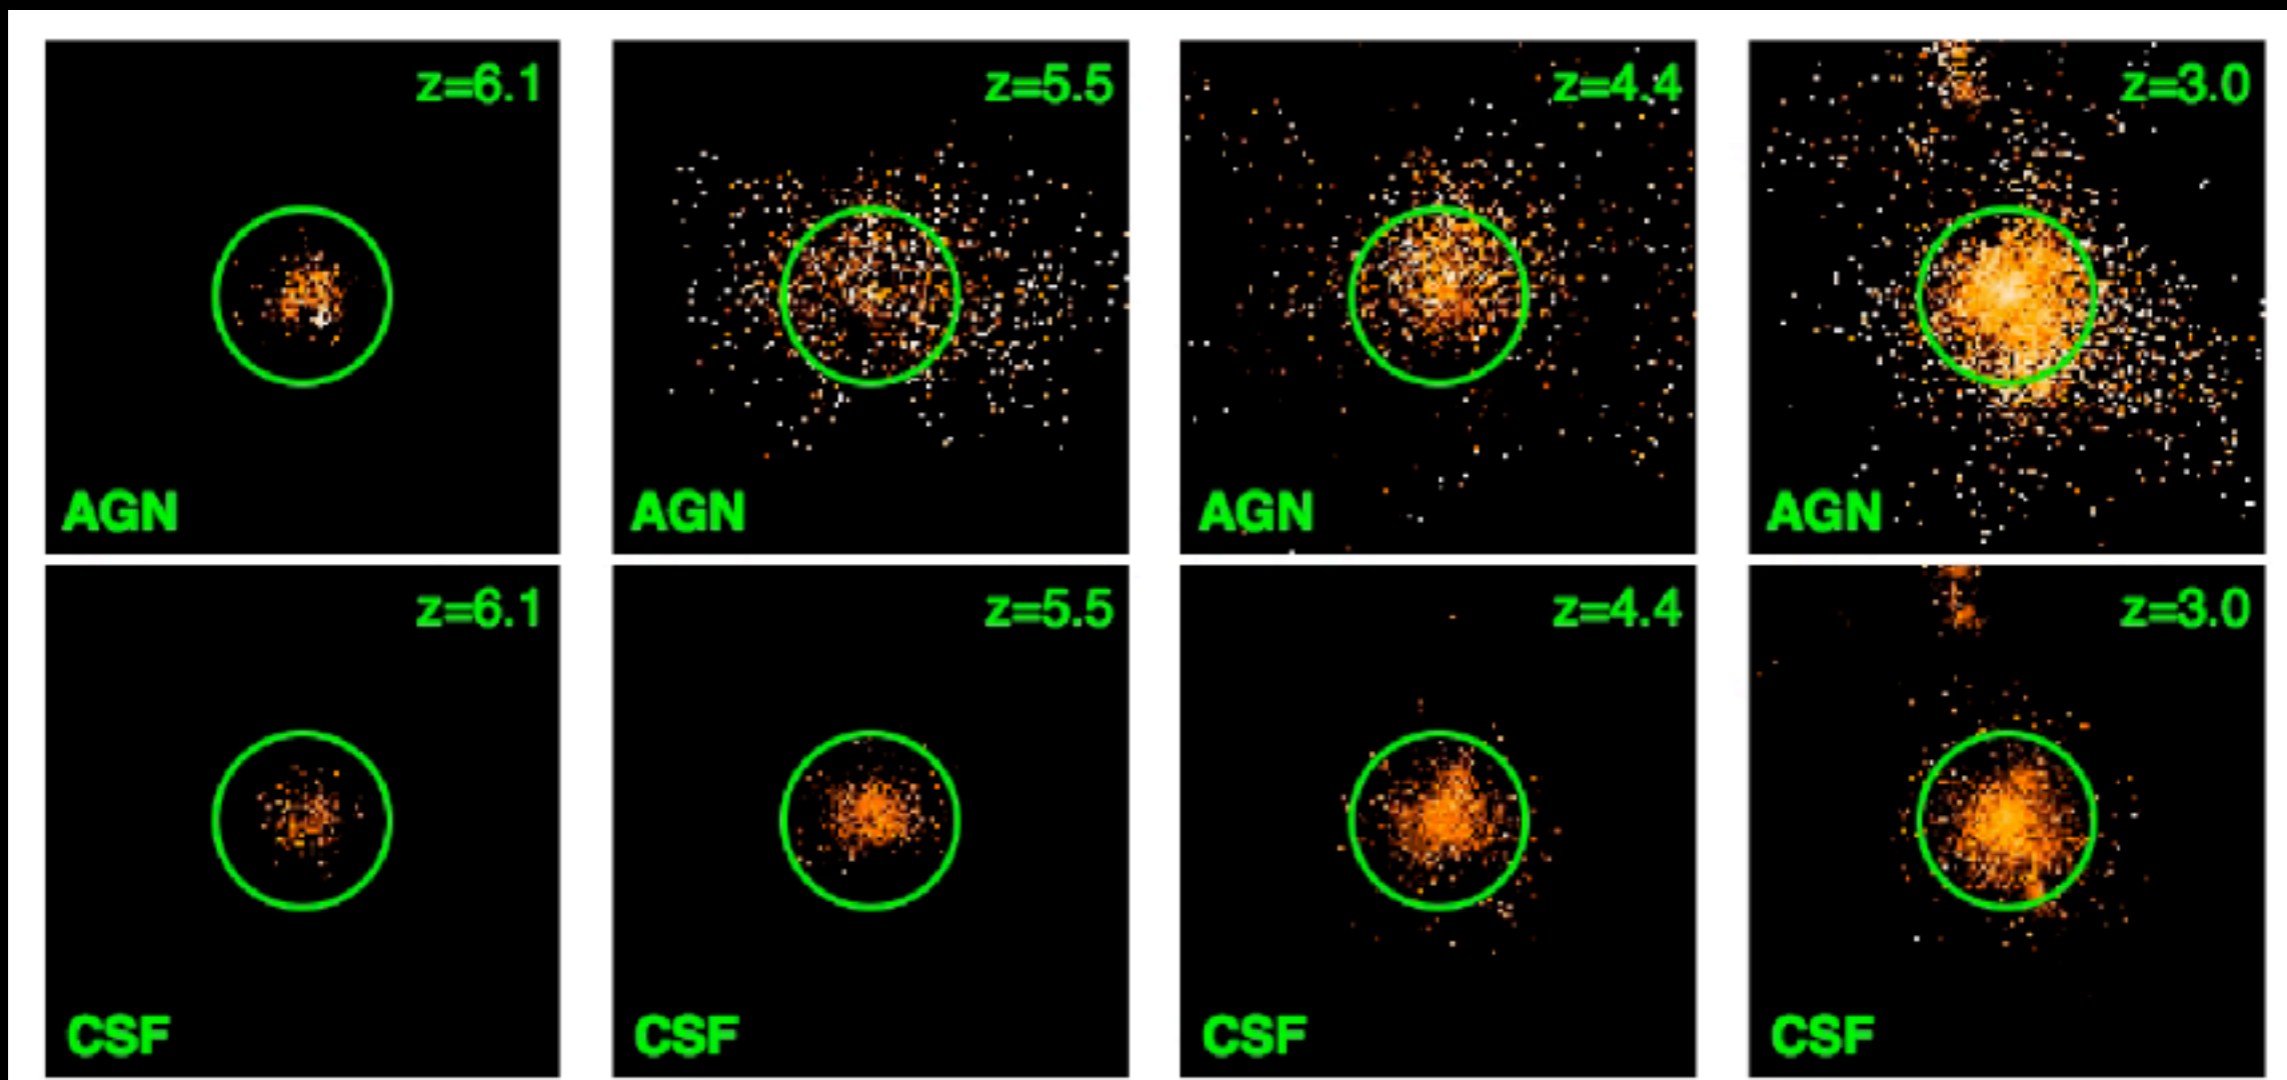 z=6.1
AGN
z=5.5
AGN
z=4.4
AGN
z=3.0
AGN
z=6.1
CSF
z=5.5
CSF
z=4.4
CSF
z=3.0
CSF